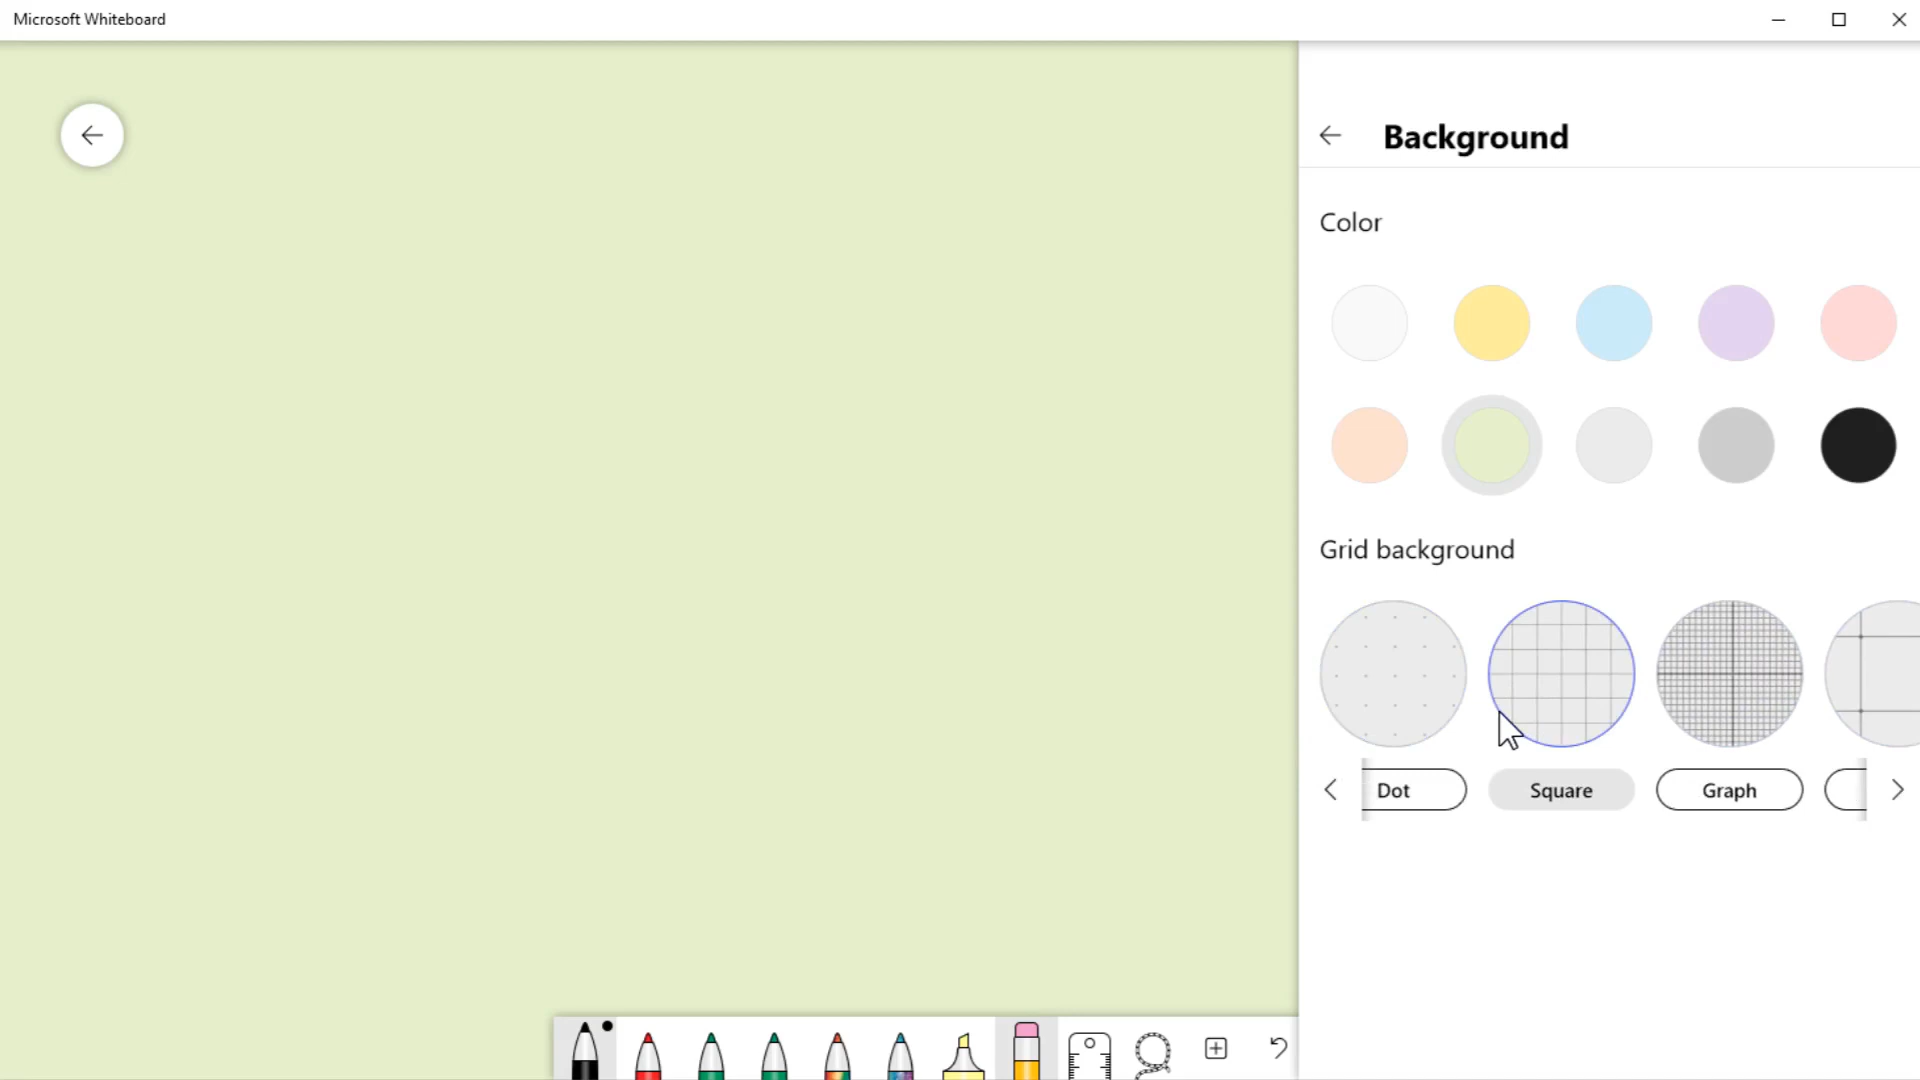 Microsoft Whiteboard
Background
Color
Grid background
Dot
Square
Graph